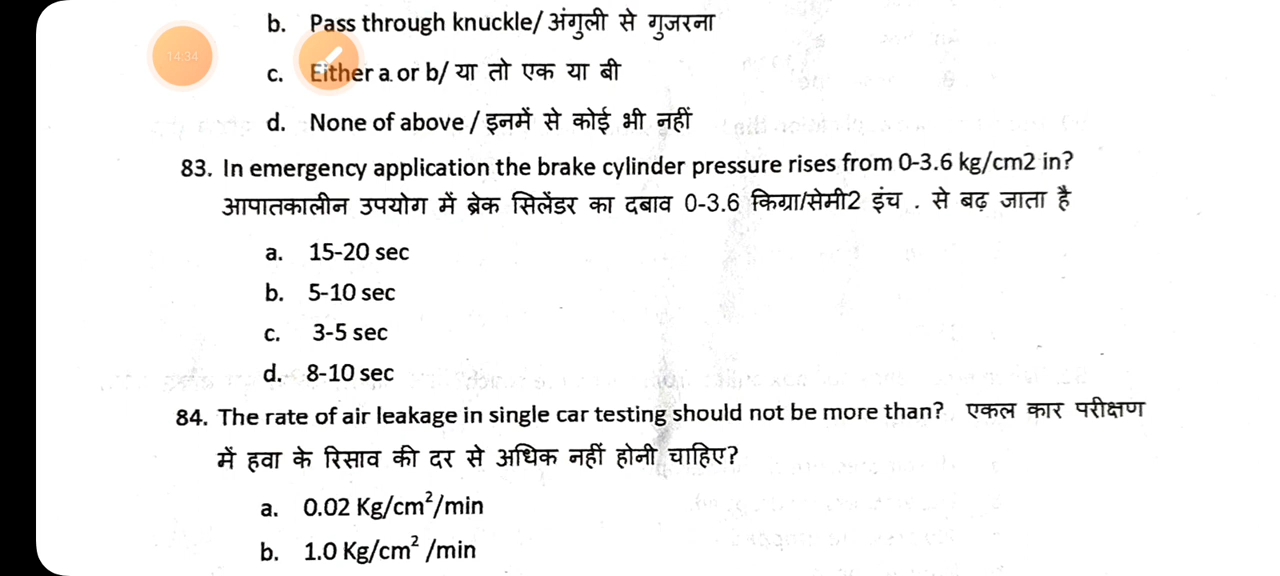 b. Pass through knuckle/ अंगुली से गुजरना
14:34
c. Either a or b/ या तो एक या बी
d. None of above / इनमें से कोई भी नहीं
83. In emergency application the brake cylinder pressure rises from 0-3.6 kg/cm2 in?
आपातकालीन उपयोग में ब्रेक सिलेंडर का दबाव 0-3.6 किग्रा/सेमी2 इंच . से बढ़ जाता है
a. 15-20 sec
b. 5-10 sec
c. 3-5 sec
d. 8-10 sec
84. The rate of air leakage in single car testing should not be more than? एकल कार परीक्षण
में हवा के रिसाव की दर से अधिक नहीं होनी चाहिए?
a. 0.02 Kg/cm²/min
b. 1.0 Kg/cm² /min